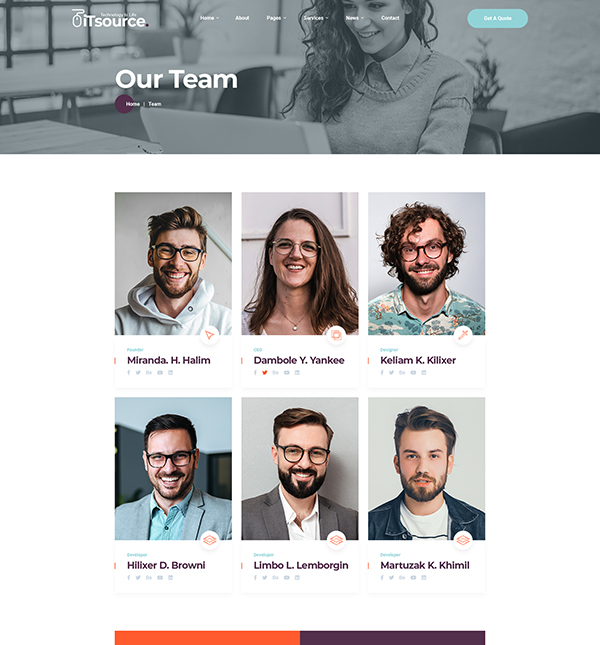 Technology Is Life
iTsource.
Home
About
Pages
Services
News
Contact
Get A Quote
Our Team
Home | Team
Founder
Miranda. H. Halim
CEO
Dambole Y. Yankee
Designer
Keliam K. Kilixer
Developer
Hilixer D. Browni
Developer
Limbo L. Lemborgin
Developer
Martuzak K. Khimil